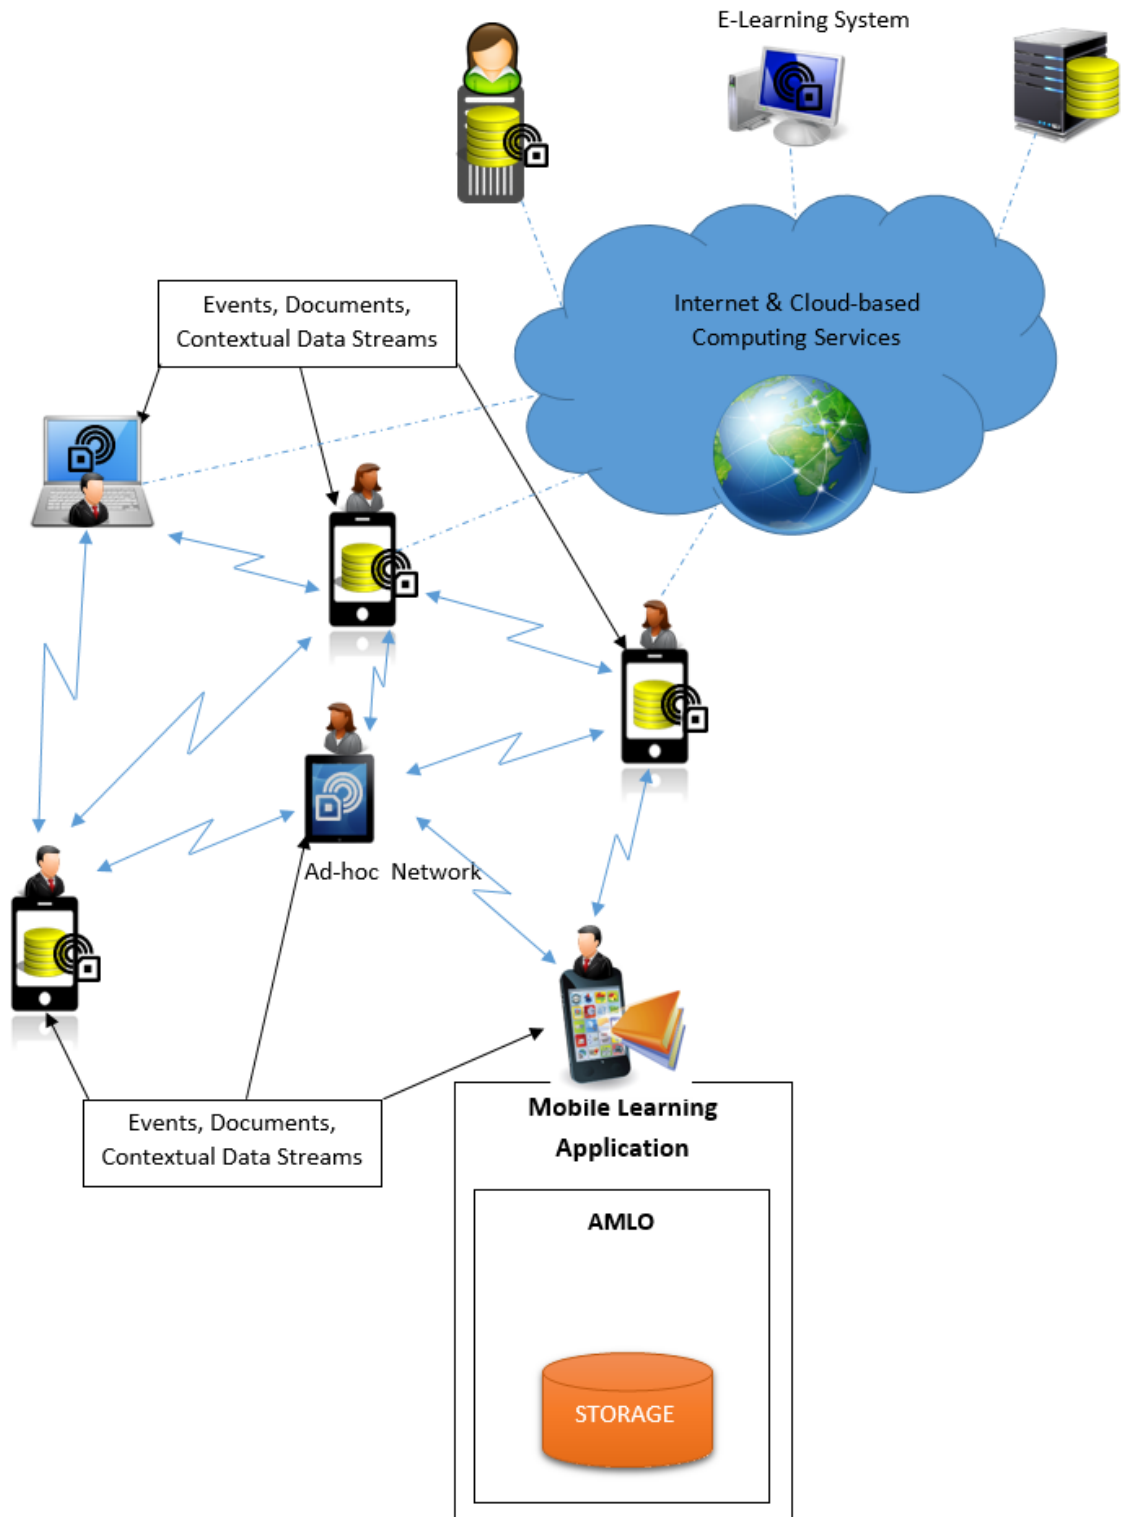 E-Learning System
Internet & Cloud-based
Computing Services
Events, Documents,
Contextual Data Streams
Ad-hoc Network
Events, Documents,
Contextual Data Streams
Mobile Learning
Application
AMLO
STORAGE